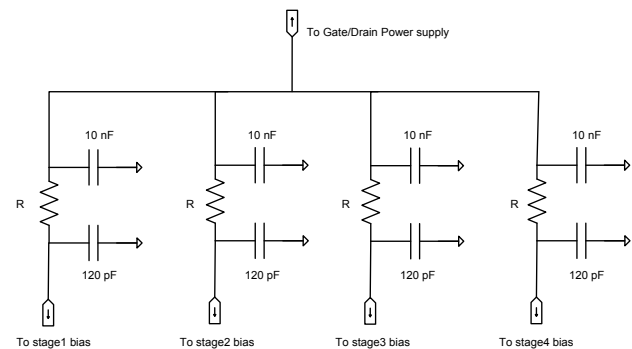 To Gate/Drain Power supply
10 nF
10 nF
10 nF
10 nF
R
R
R
R
120 pF
120 pF
120 pF
120 pF
To stage1 bias
To stage2 bias
To stage3 bias
To stage4 bias